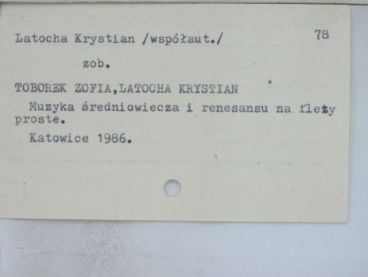 Latocha Krystian /współaut./ 78
zob.
TOBOREK ZOFIA,LATOCHA KRYSTIAN
Muzyka średniowiecza i renesansu na flety
proste.
Katowice 1986.